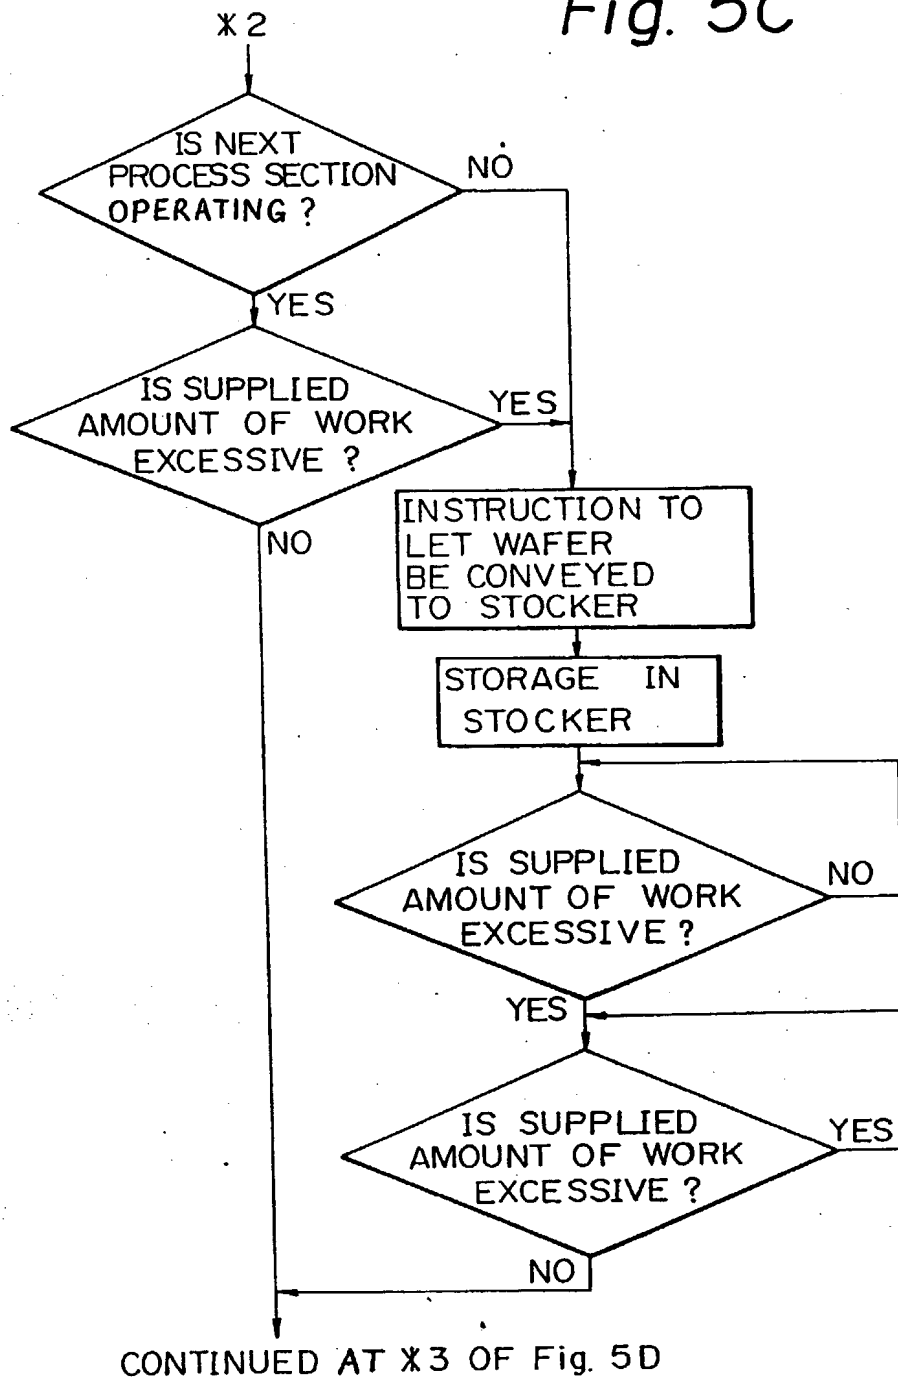 Fig. 5C
※2
IS NEXT
PROCESS SECTION
OPERATING ?
NO
YES
IS SUPPLIED
AMOUNT OF WORK
EXCESSIVE ?
YES
NO
INSTRUCTION TO
LET WAFER
BE CONVEYED
TO STOCKER
STORAGE IN
STOCKER
IS SUPPLIED
AMOUNT OF WORK
EXCESSIVE ?
NO
YES
IS SUPPLIED
AMOUNT OF WORK
EXCESSIVE ?
YES
NO
CONTINUED AT ※3 OF Fig. 5D